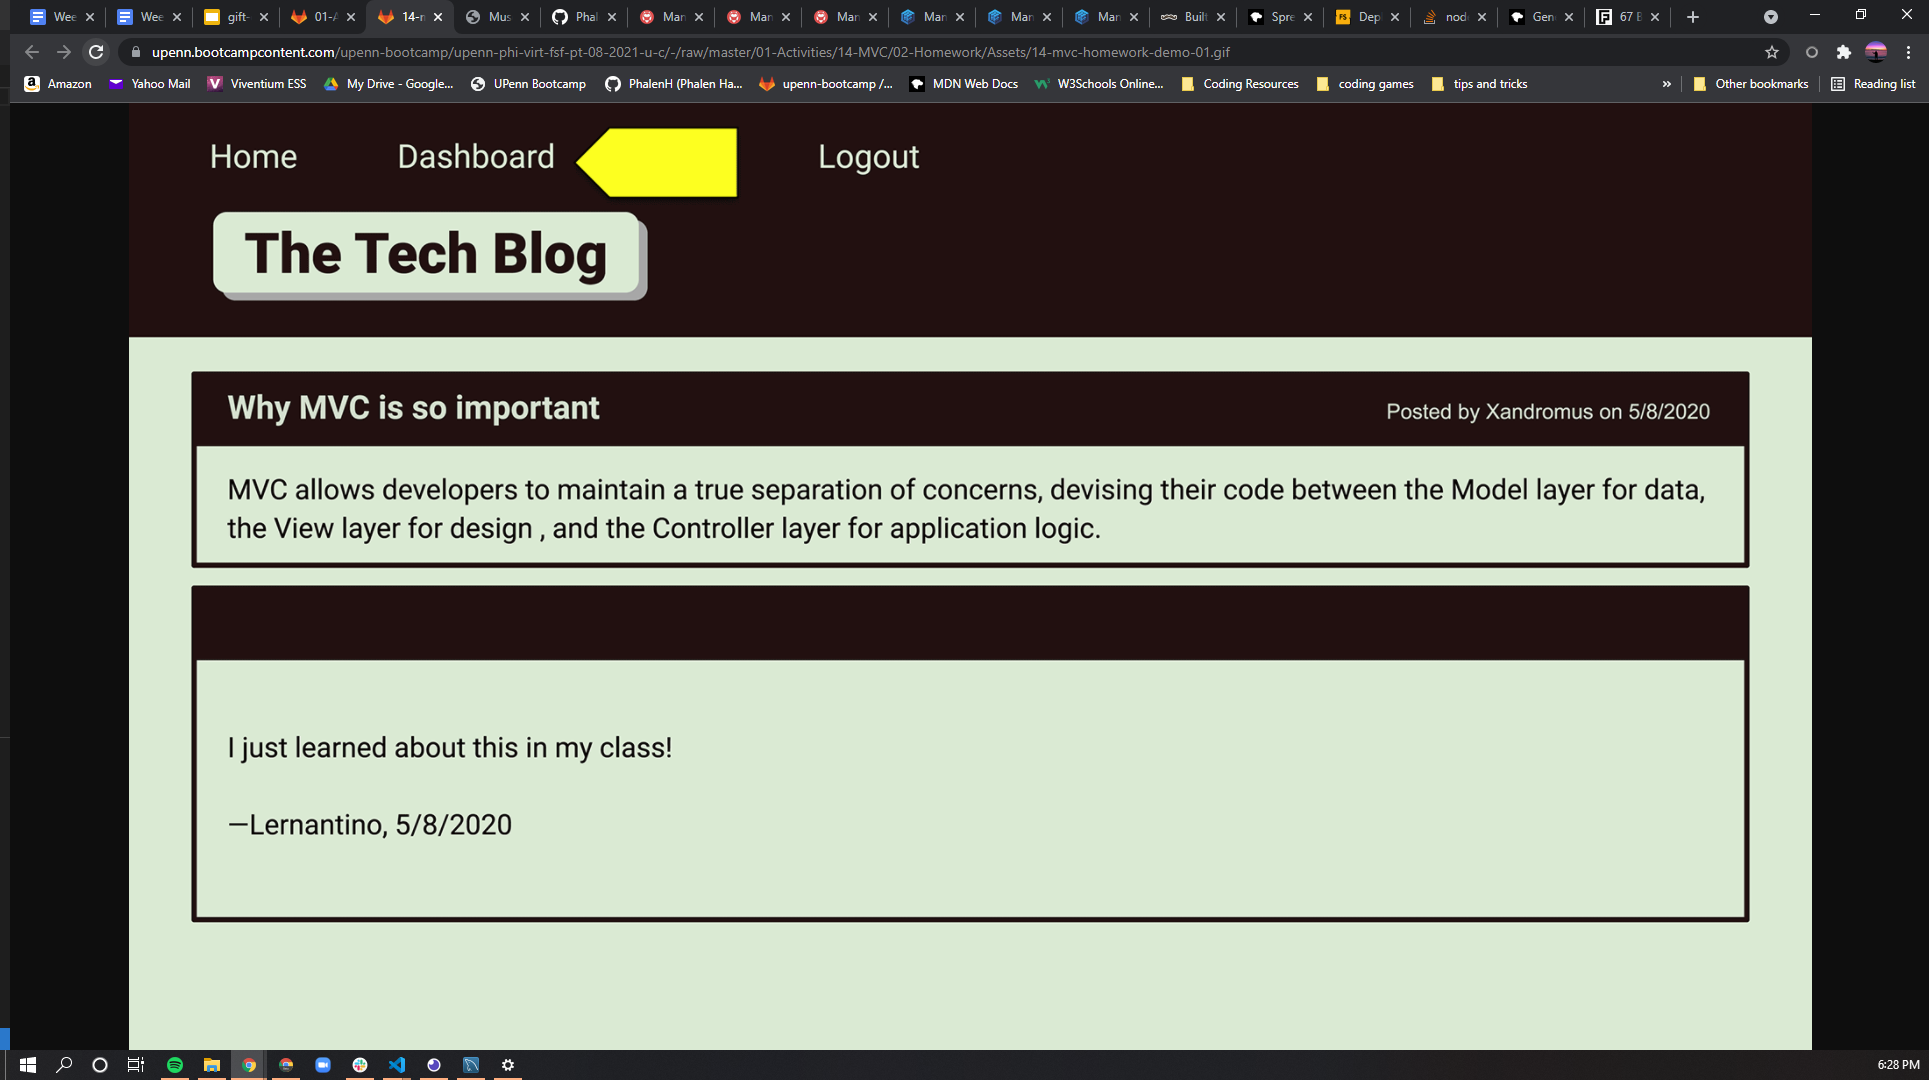 Wee
Wee
gift-
01-A
14-m
Mus
Phal
Man
Man
Man
Man
Man
Man
Built
Spre
Depl
nod
Gen
67 B
upenn.bootcampcontent.com/upenn-bootcamp/upenn-phi-virt-fsf-pt-08-2021-u-c/-/raw/master/01-Activities/14-MVC/02-Homework/Assets/14-mvc-homework-demo-01.gif
Amazon
Yahoo Mail
Viventium ESS
My Drive - Google...
UPenn Bootcamp
PhalenH (Phalen Ha...
upenn-bootcamp /...
MDN Web Docs
W3Schools Online...
Coding Resources
coding games
tips and tricks
»
Other bookmarks
Reading list
Home
Dashboard
Logout
The Tech Blog
Why MVC is so important
Posted by Xandromus on 5/8/2020
MVC allows developers to maintain a true separation of concerns, devising their code between the Model layer for data,
the View layer for design , and the Controller layer for application logic.
I just learned about this in my class!
—Lernantino, 5/8/2020
6:28 PM